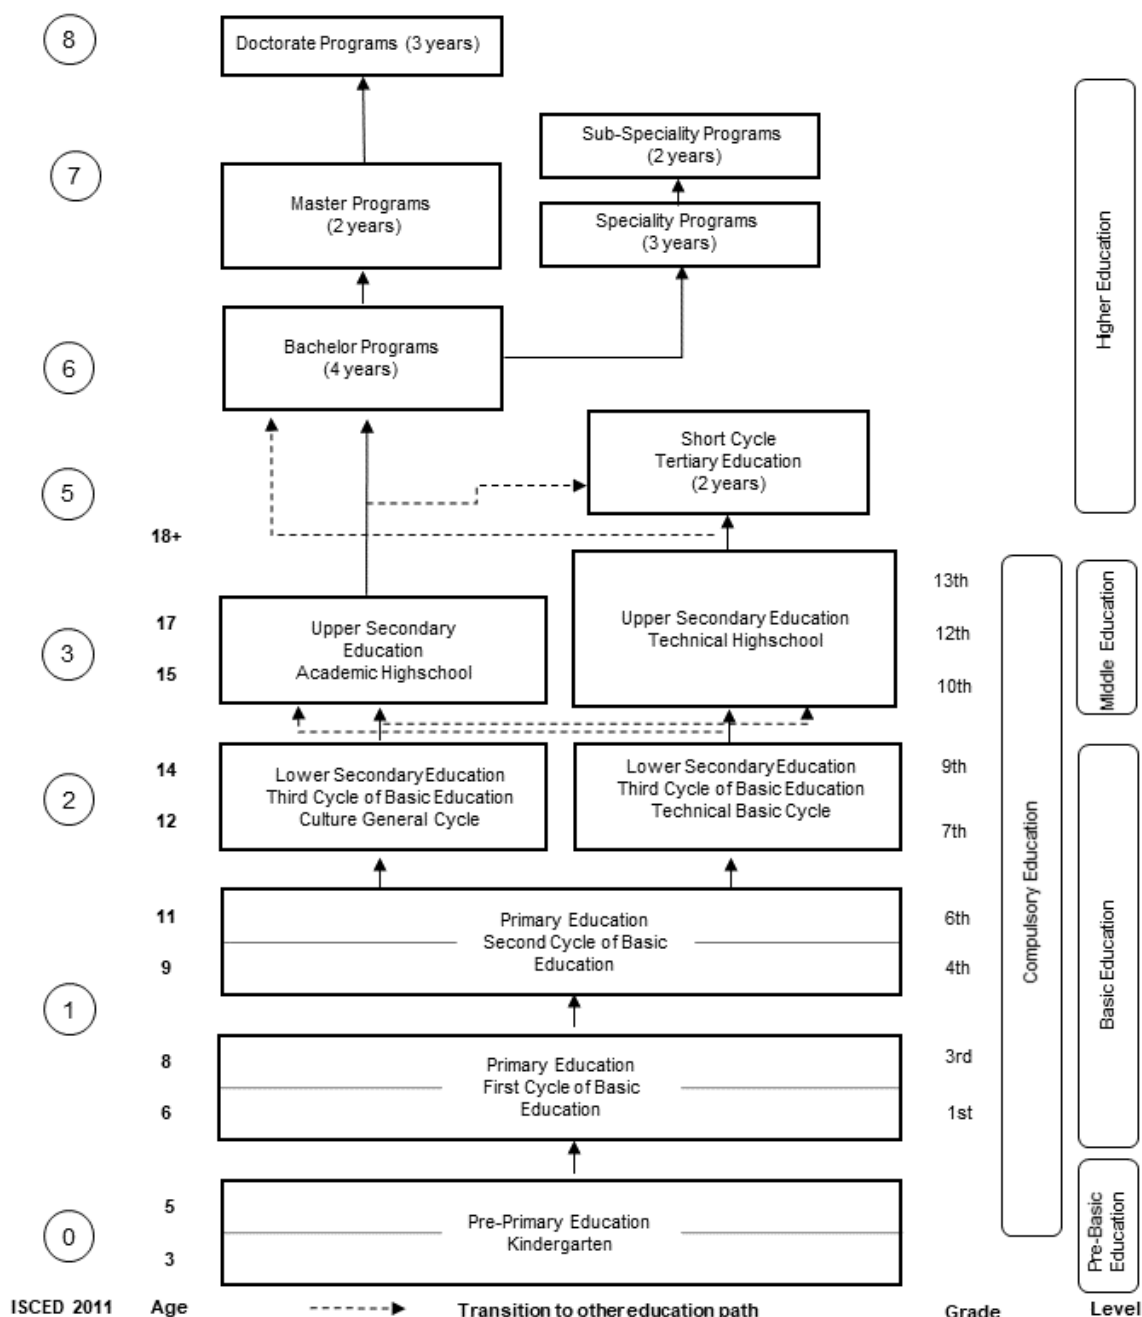 8
Doctorate Programs (3 years)
7
Master Programs
(2 years)
Sub-Speciality Programs
(2 years)
Speciality Programs
(3 years)
6
Bachelor Programs
(4 years)
5
Short Cycle
Tertiary Education
(2 years)
Higher Education
18+
3
17
15
Upper Secondary
Education
Academic Highschool
Upper Secondary Education
Technical Highschool
13th
12th
10th
MIddle Education
2
14
12
Lower Secondary Education
Third Cycle of Basic Education
Culture General Cycle
Lower Secondary Education
Third Cycle of Basic Education
Technical Basic Cycle
9th
7th
Compulsory Education
Basic Education
1
11
9
Primary Education
Second Cycle of Basic
Education
6th
4th
8
6
Primary Education
First Cycle of Basic
Education
3rd
1st
0
5
3
Pre-Primary Education
Kindergarten
Pre-Basic
Education
ISCED 2011
Age
Transition to other education path
Grade
Level